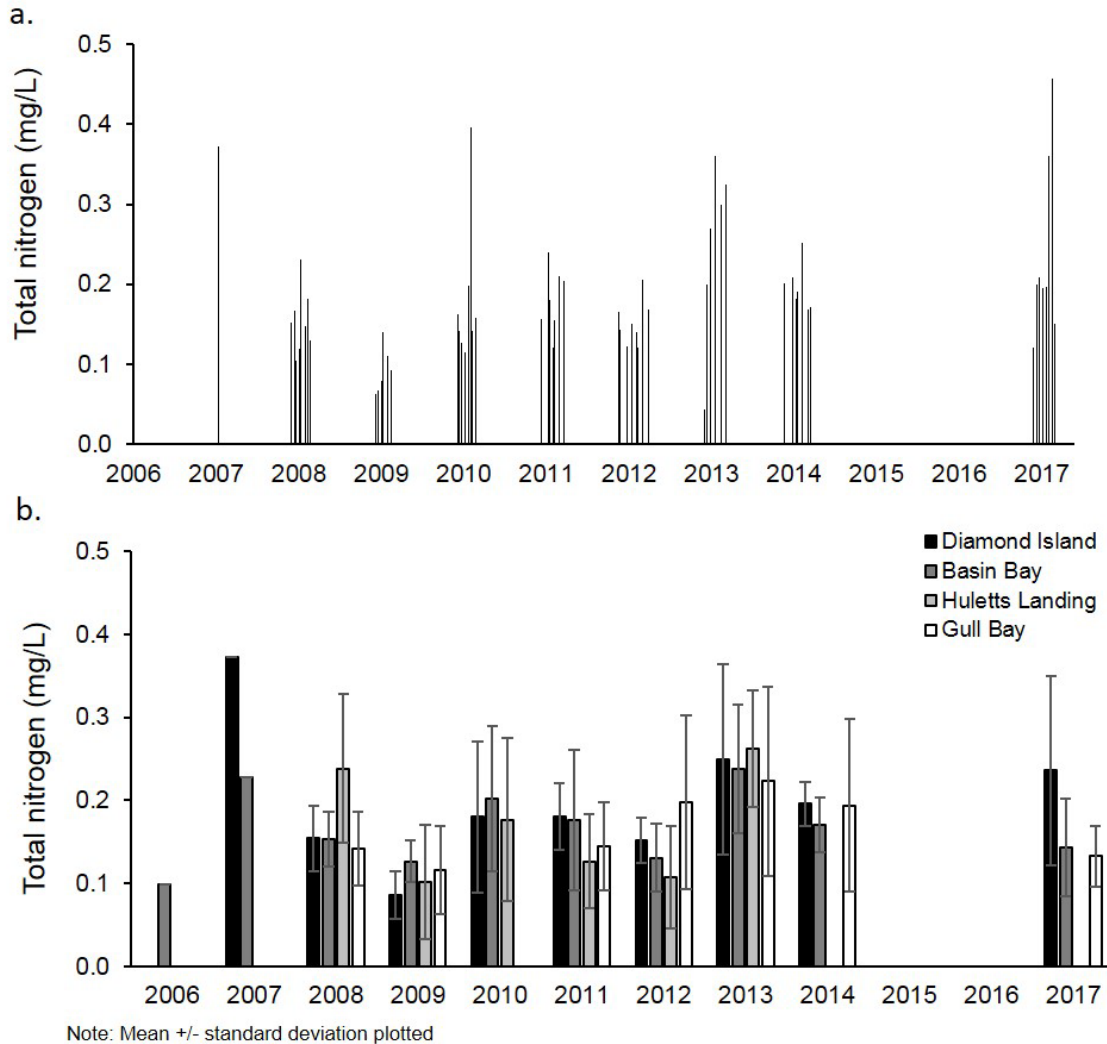 a.
Total nitrogen (mg/L)
0.5
0.4
0.3
0.2
0.1
0.0
2006 2007 2008 2009 2010 2011 2012 2013 2014 2015 2016 2017
b.
Total nitrogen (mg/L)
0.5
0.4
0.3
0.2
0.1
0.0
Diamond Island
Basin Bay
Huletts Landing
Gull Bay
2006 2007 2008 2009 2010 2011 2012 2013 2014 2015 2016 2017
Note: Mean +/- standard deviation plotted